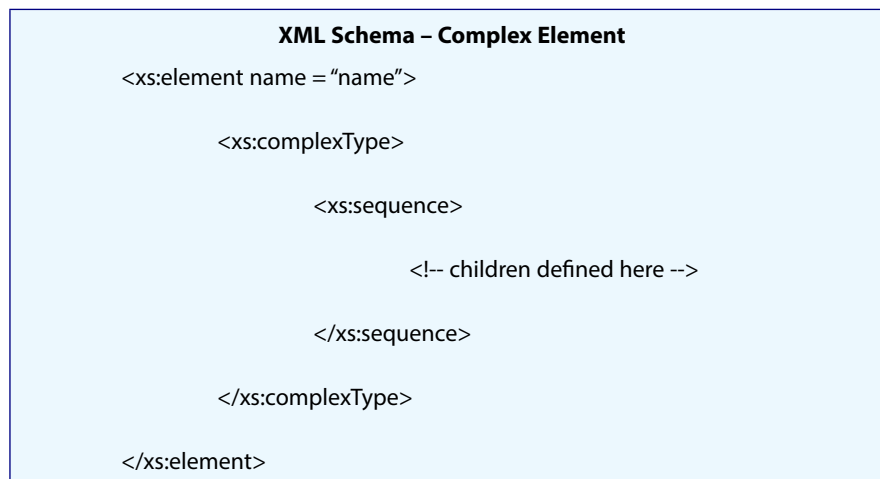 XML Schema – Complex Element
<xs:element name = “name”>
<xs:complexType>
<xs:sequence>
<!-- children defined here -->
</xs:sequence>
</xs:complexType>
</xs:element>